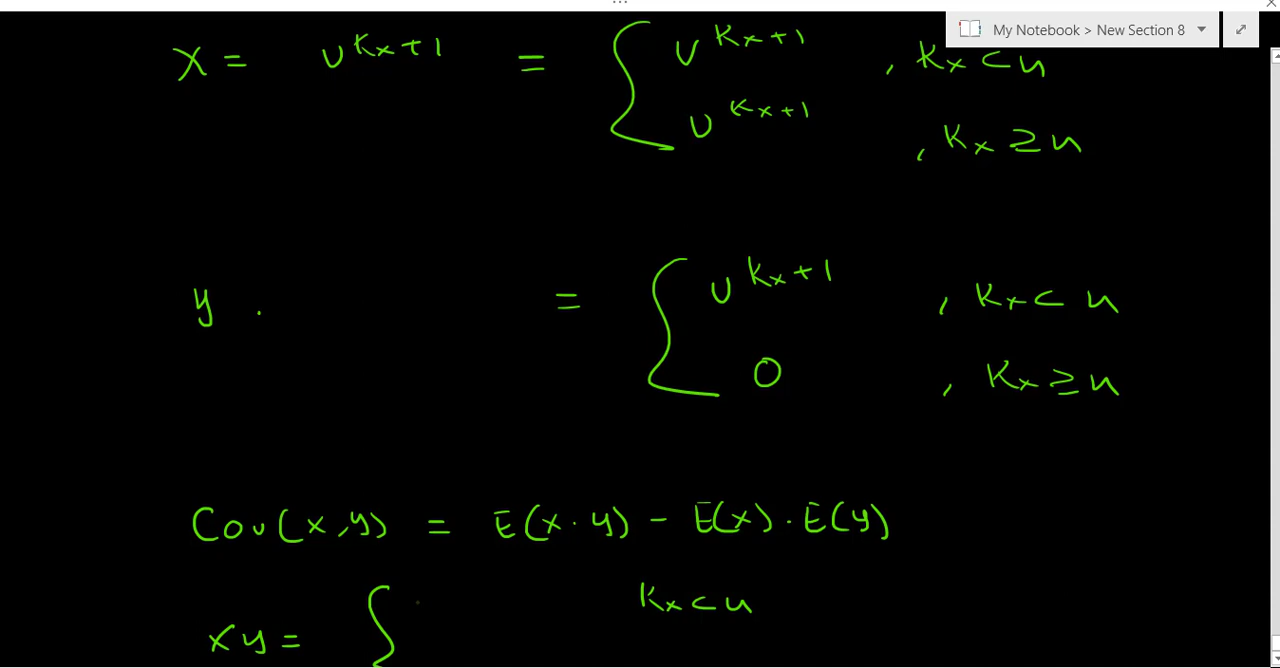 My Notebook > New Section 8
X = v^{Kx+1} = { v^{Kx+1} , Kx < n
v^{Kx+1} , Kx ≥ n
y . = { v^{Kx+1} , Kx < n
0 , Kx ≥ n
Cov(x,y) = E(x·y) - E(x)·E(y)
Kx < n
xy = {